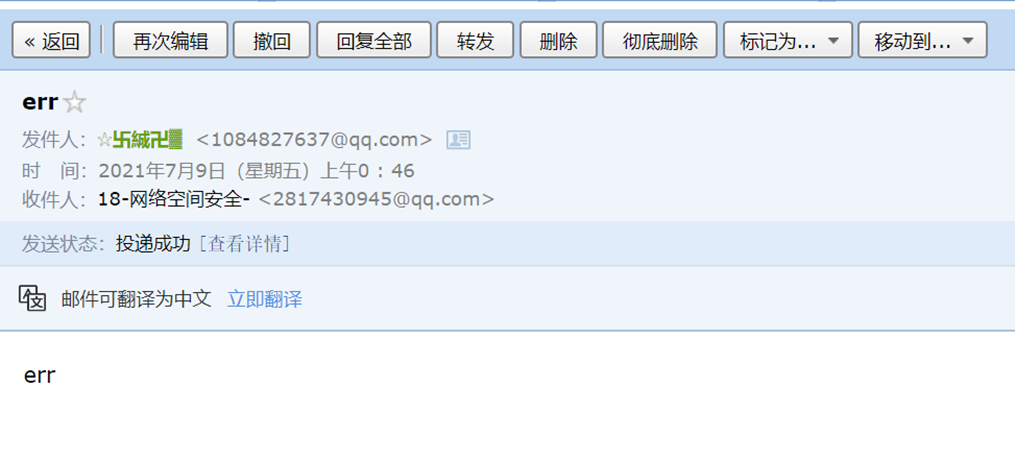 « 返回 再次编辑 撤回 回复全部 转发 删除 彻底删除 标记为... 移动到...
err☆
发件人: ☆卐絾卍▓ <1084827637@qq.com>
时 间: 2021年7月9日 (星期五) 上午0 : 46
收件人: 18-网络空间安全- <2817430945@qq.com>
发送状态: 投递成功 [查看详情]
邮件可翻译为中文 立即翻译
err